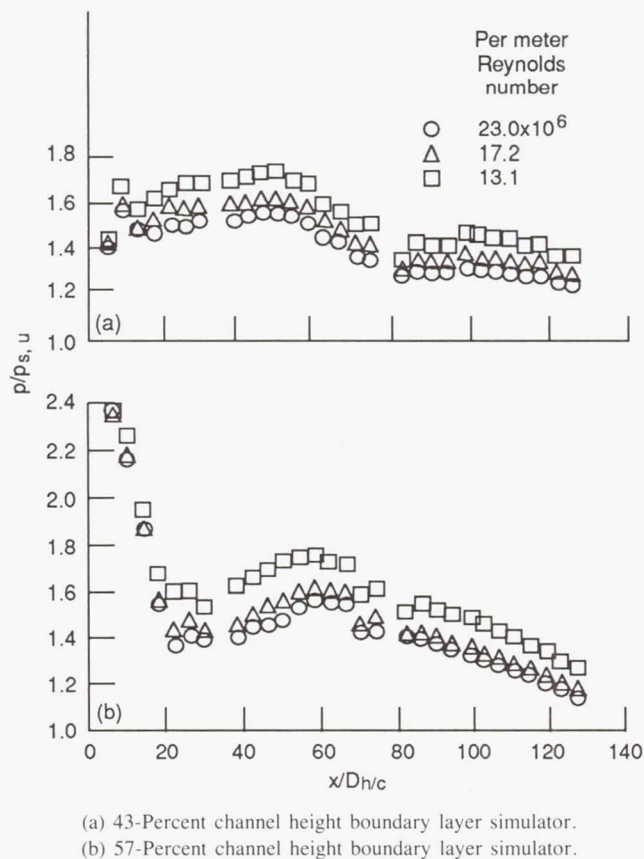 Per meter
Reynolds
number
23.0x10^6
17.2
13.1
1.8
1.6
1.4
1.2
1.0
(a)
p/ps, u
2.4
2.2
2.0
1.8
1.6
1.4
1.2
1.0
(b)
0 20 40 60 80 100 120 140
x/Dh/c
(a) 43-Percent channel height boundary layer simulator.
(b) 57-Percent channel height boundary layer simulator.